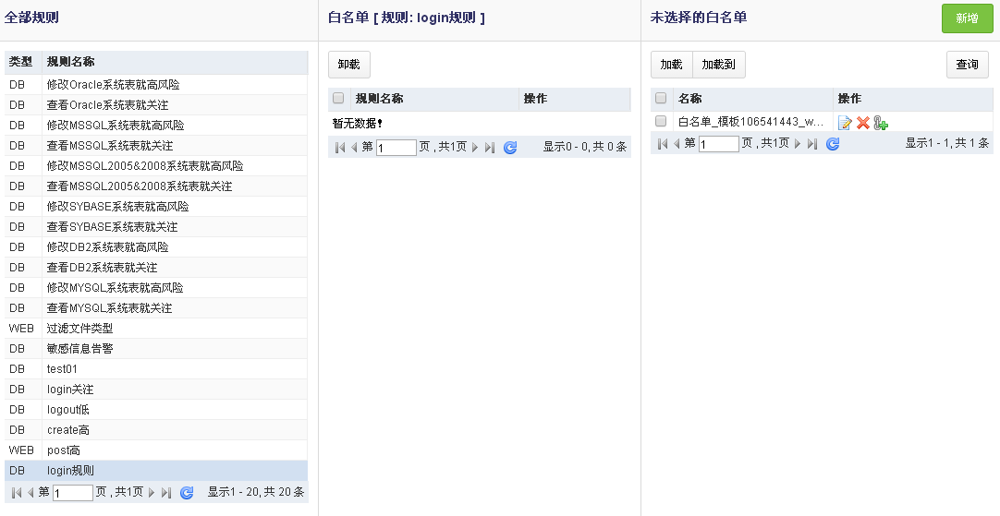 全部规则
类型 规则名称
DB 修改Oracle系统表就高风险
DB 查看Oracle系统表就关注
DB 修改MSSQL系统表就高风险
DB 查看MSSQL系统表就关注
DB 修改MSSQL2005&2008系统表就高风险
DB 查看MSSQL2005&2008系统表就关注
DB 修改SYBASE系统表就高风险
DB 查看SYBASE系统表就关注
DB 修改DB2系统表就高风险
DB 查看DB2系统表就关注
DB 修改MYSQL系统表就高风险
DB 查看MYSQL系统表就关注
WEB 过滤文件类型
DB 敏感信息告警
DB test01
DB login关注
DB logout低
DB create高
WEB post高
DB login规则
第 1 页 , 共1页 显示1 - 20, 共 20 条
白名单 [ 规则: login规则 ]
卸载
规则名称 操作
暂无数据!
第 1 页 , 共1页 显示0 - 0, 共 0 条
未选择的白名单 新增
加载 加载到 查询
名称 操作
白名单_模板106541443_w...
第 1 页 , 共1页 显示1 - 1, 共 1 条